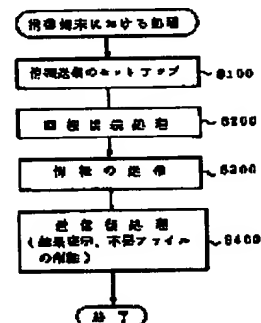 携帯端末における処理
情報送信のセットアップ
S100
回線接続処理
S200
情報の送信
S300
送信後処理
(結果表示、不要ファイル
の削除)
S400
終了